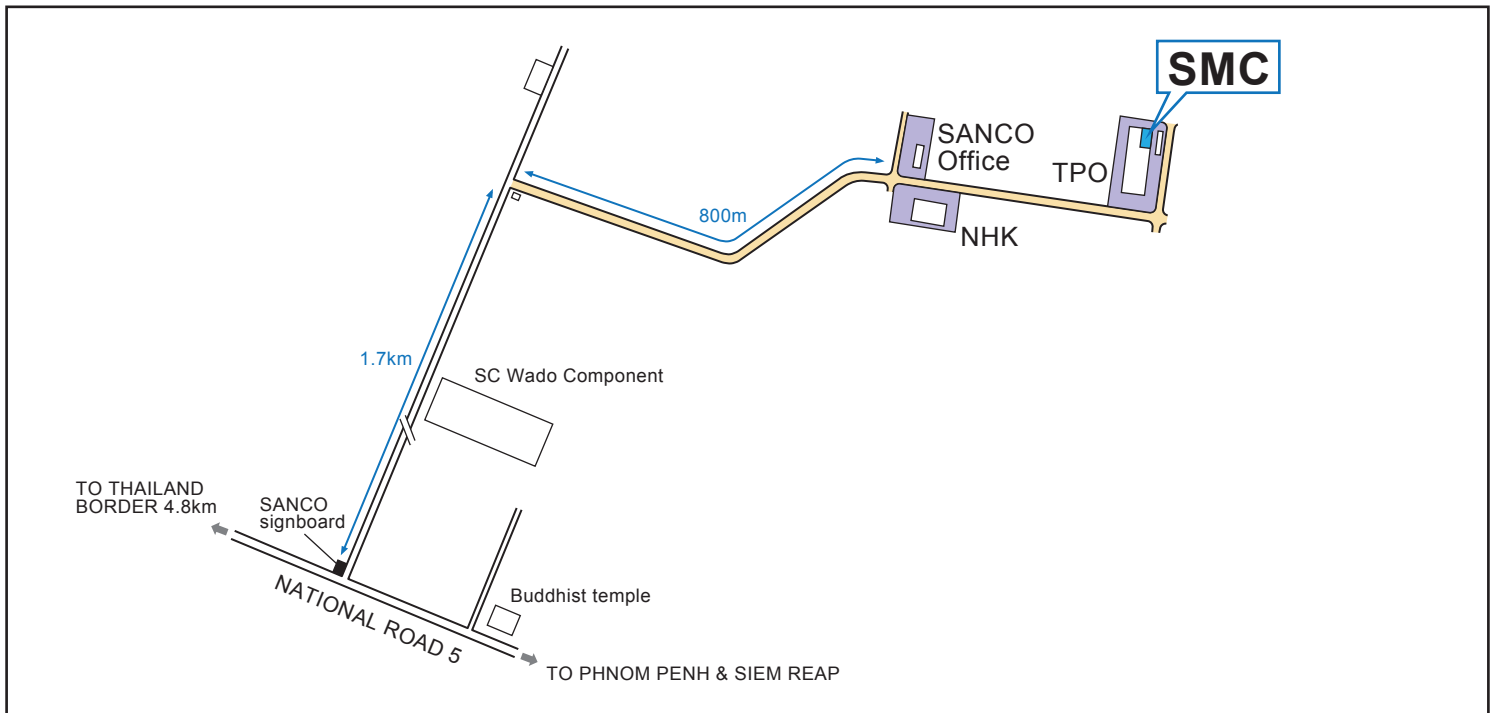 SMC
SANCO
Office
TPO
NHK
800m
1.7km
SC Wado Component
TO THAILAND
BORDER 4.8km
SANCO
signboard
NATIONAL ROAD 5
Buddhist temple
TO PHNOM PENH & SIEM REAP